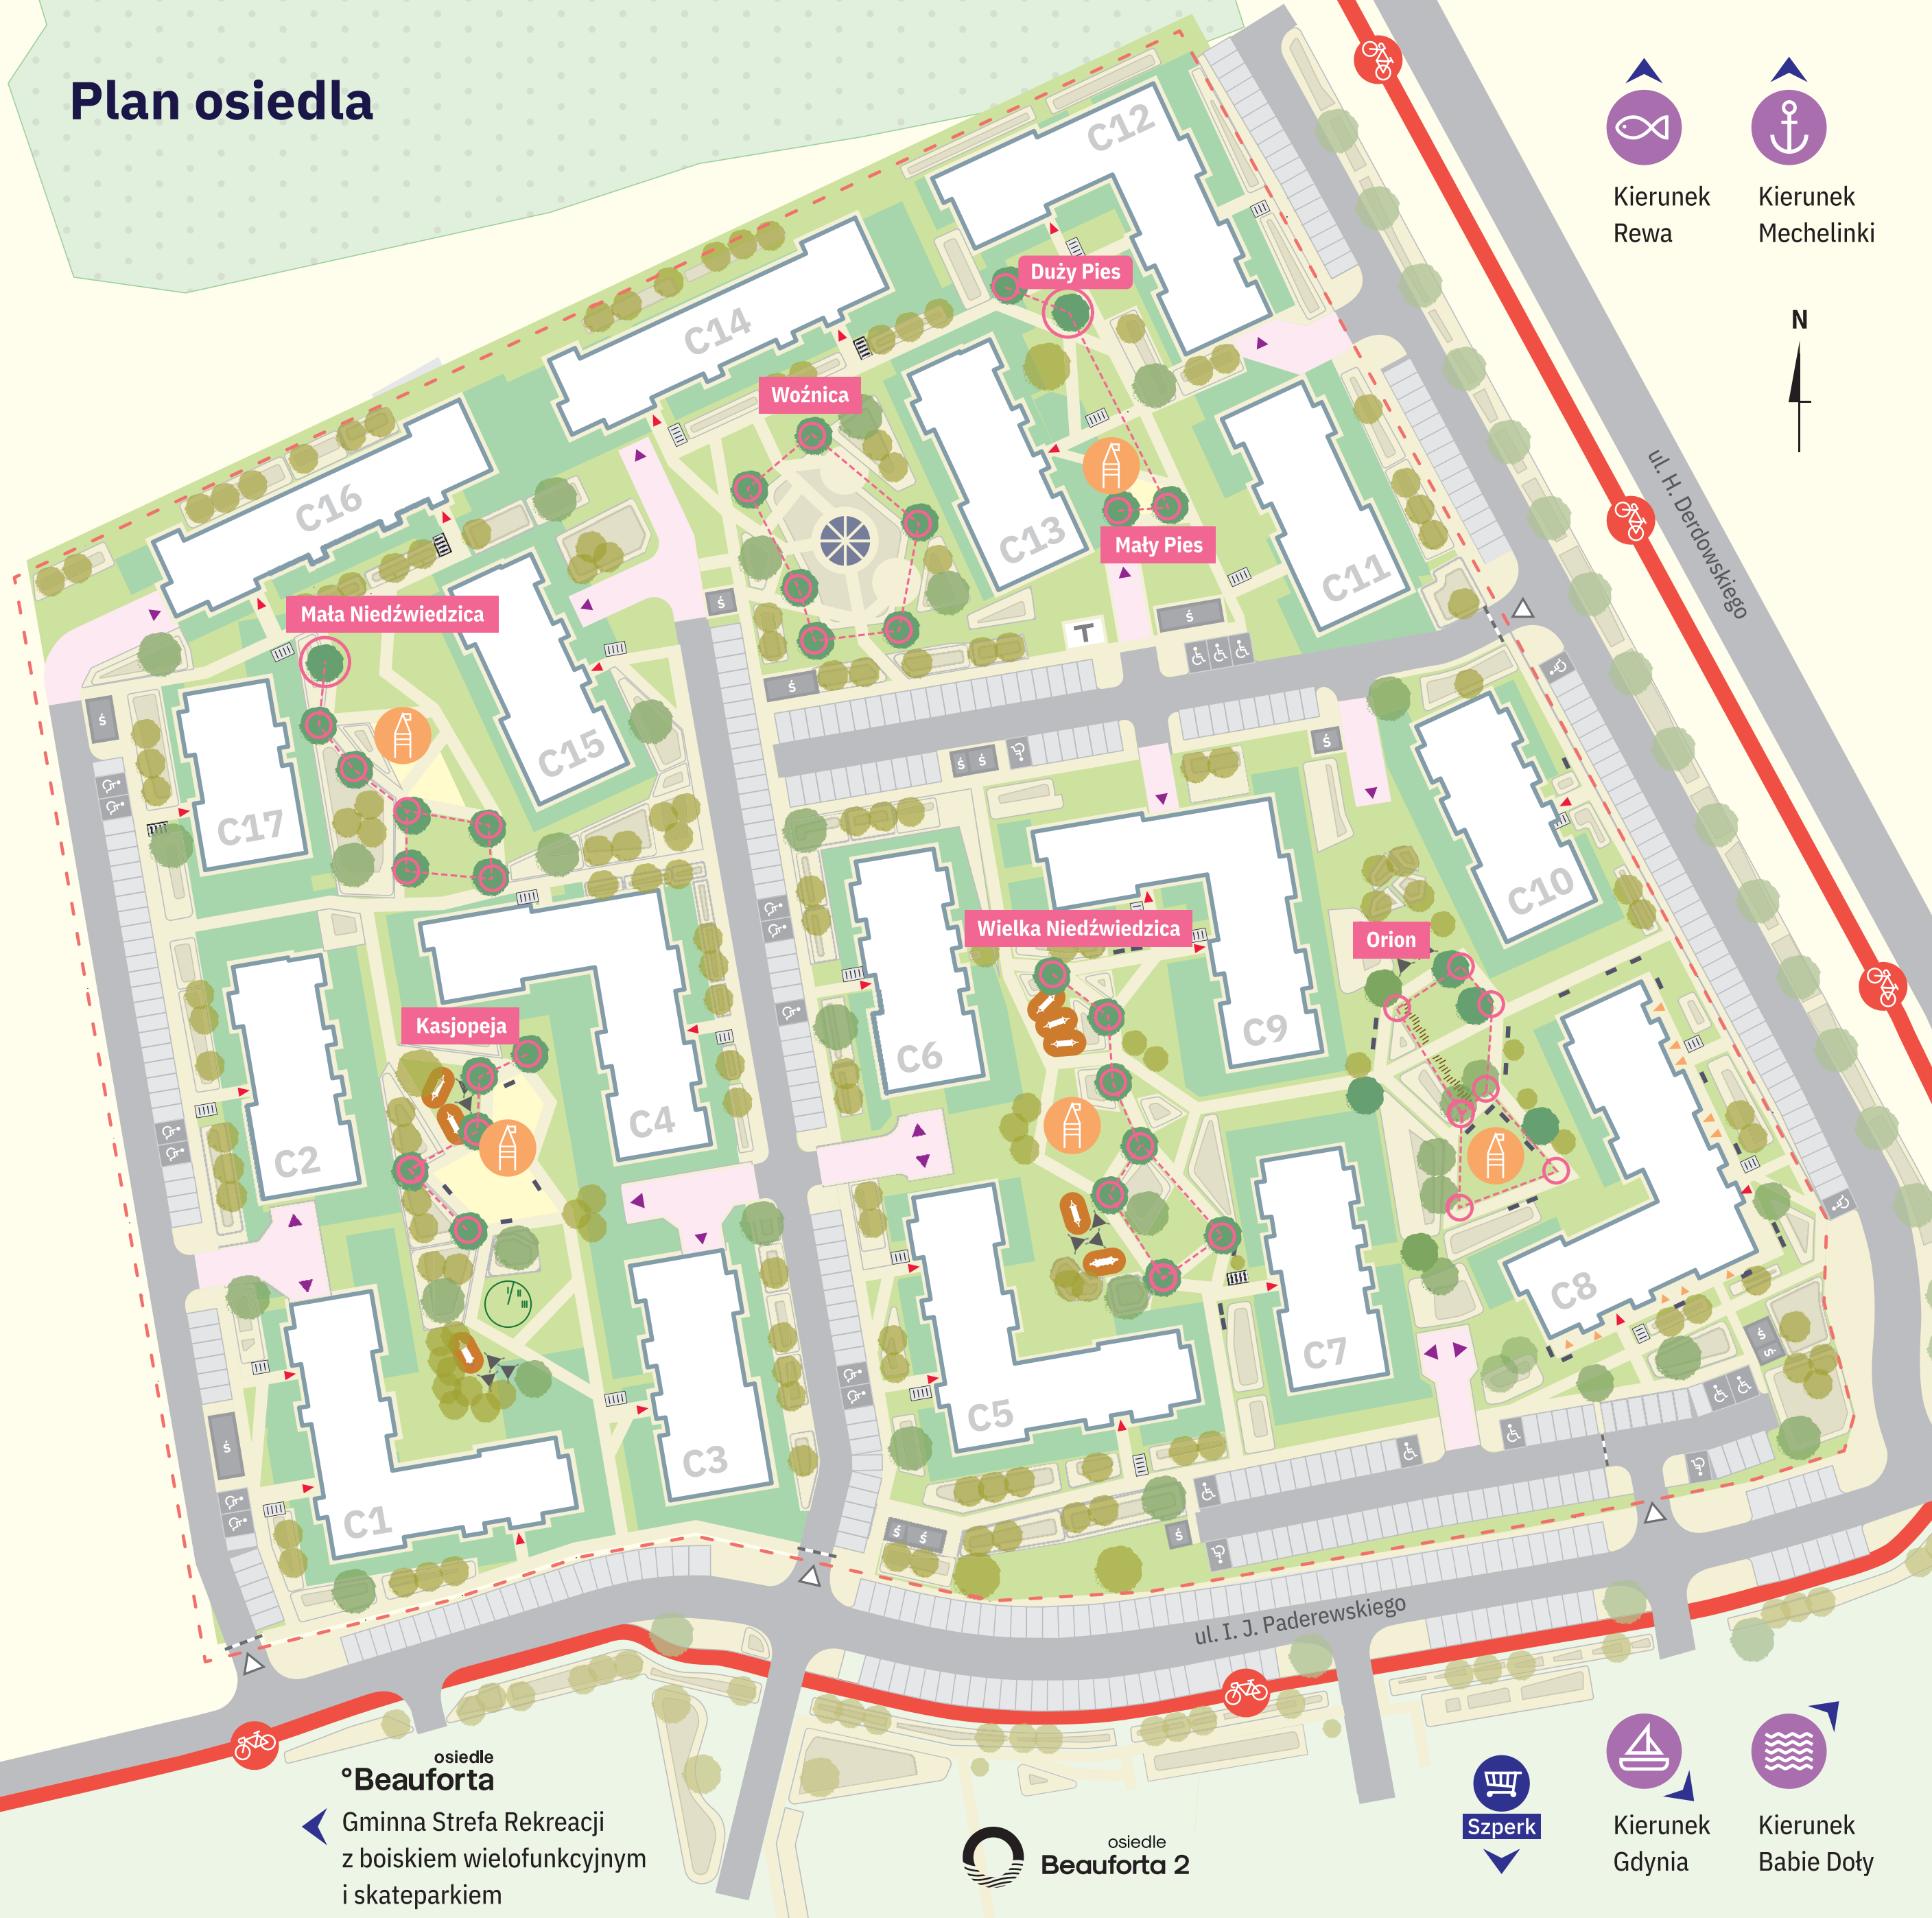 Plan osiedla
Kierunek
Rewa
Kierunek
Mechelinki
N
C12
Duży Pies
C14
Woźnica
C16
C13
Mały Pies
C11
ul. H. Derdowskiego
Mała Niedźwiedzica
ś
ś
T
ś
ś
C15
C17
ś
ś
ś
C10
Wielka Niedźwiedzica
Orion
Kasjopeja
C6
C9
C4
C2
C8
ś
ś
C7
C5
C3
ś
C1
ś
ś
ś
ul. I. J. Paderewskiego
osiedle
°Beauforta
Gminna Strefa Rekreacji
z boiskiem wielofunkcyjnym
i skateparkiem
osiedle
Beauforta 2
Szperk
Kierunek
Gdynia
Kierunek
Babie Doły